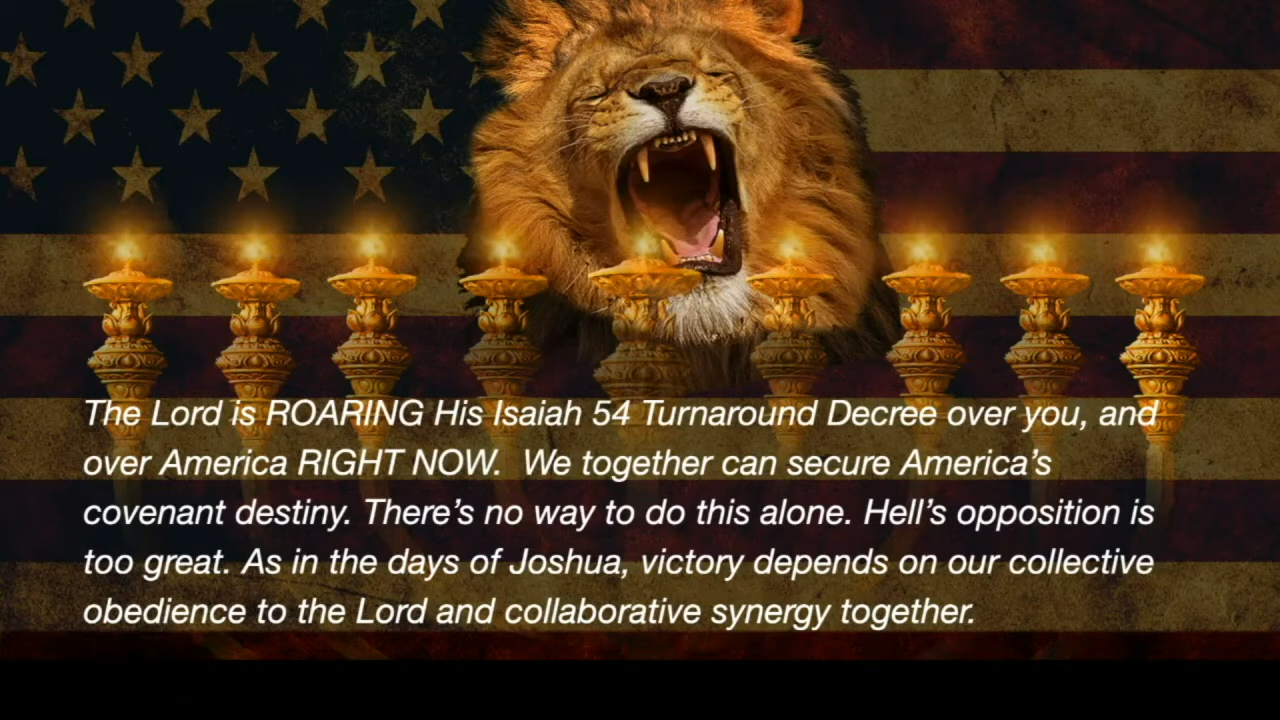 The Lord is ROARING His Isaiah 54 Turnaround Decree over you, and
over America RIGHT NOW.  We together can secure America’s
covenant destiny. There’s no way to do this alone. Hell’s opposition is
too great. As in the days of Joshua, victory depends on our collective
obedience to the Lord and collaborative synergy together.